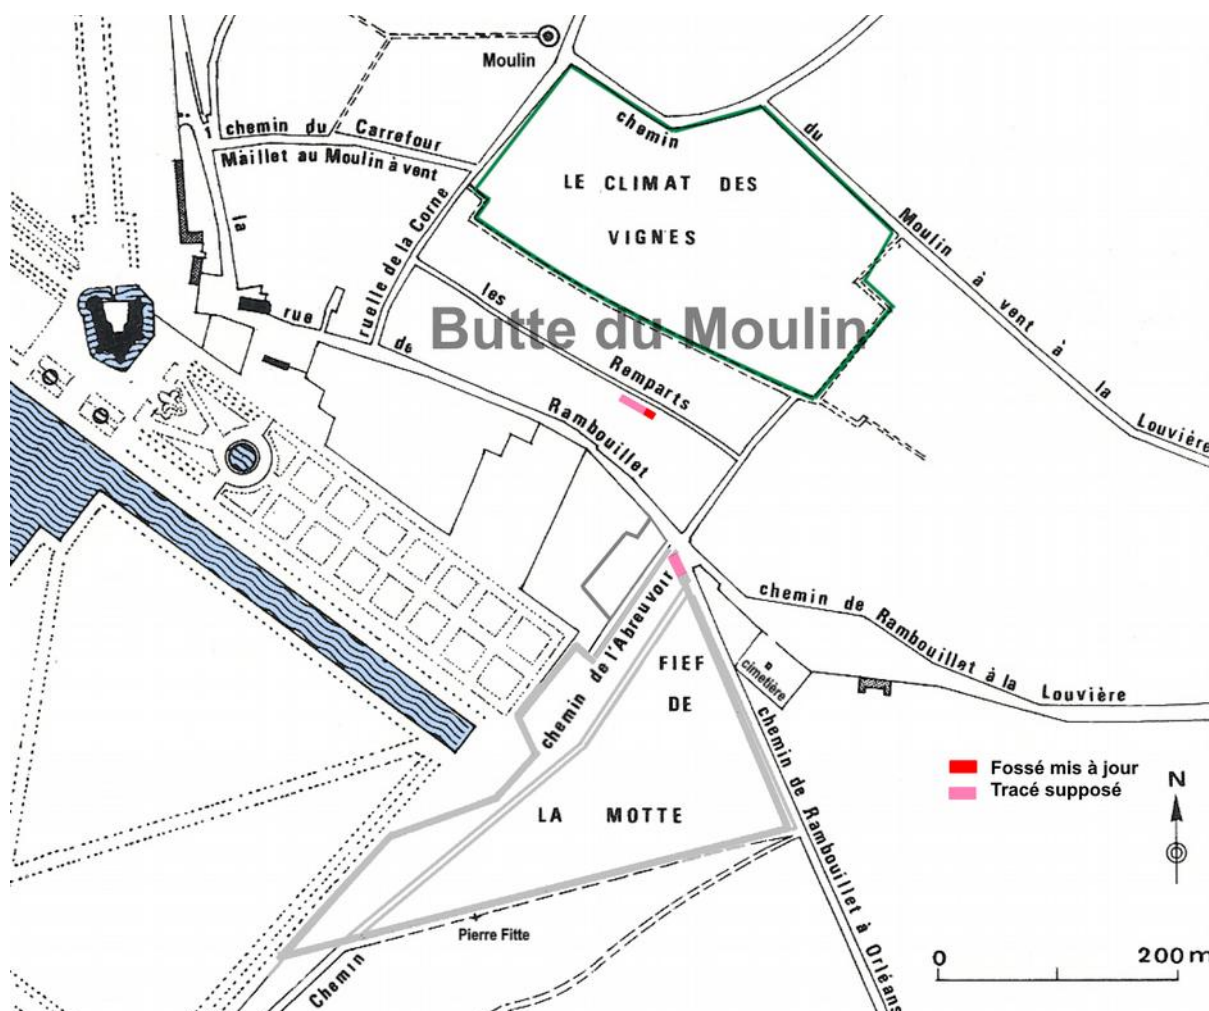 Moulin
chemin du Carrefour
Maillet au Moulin à vent
chemin du Moulin à vent à la Louvière
LE CLIMAT DES
VIGNES
la
ruelle de la Corne
rue de Rambouillet
les Remparts
Butte du Moulin
chemin de l'Abreuvoir
chemin de Rambouillet à la Louvière
cimetière
FIEF
DE
LA MOTTE
chemin de Rambouillet à Orléans
Pierre Fitte
Chemin
Fossé mis à jour
Tracé supposé
N
0 200 m